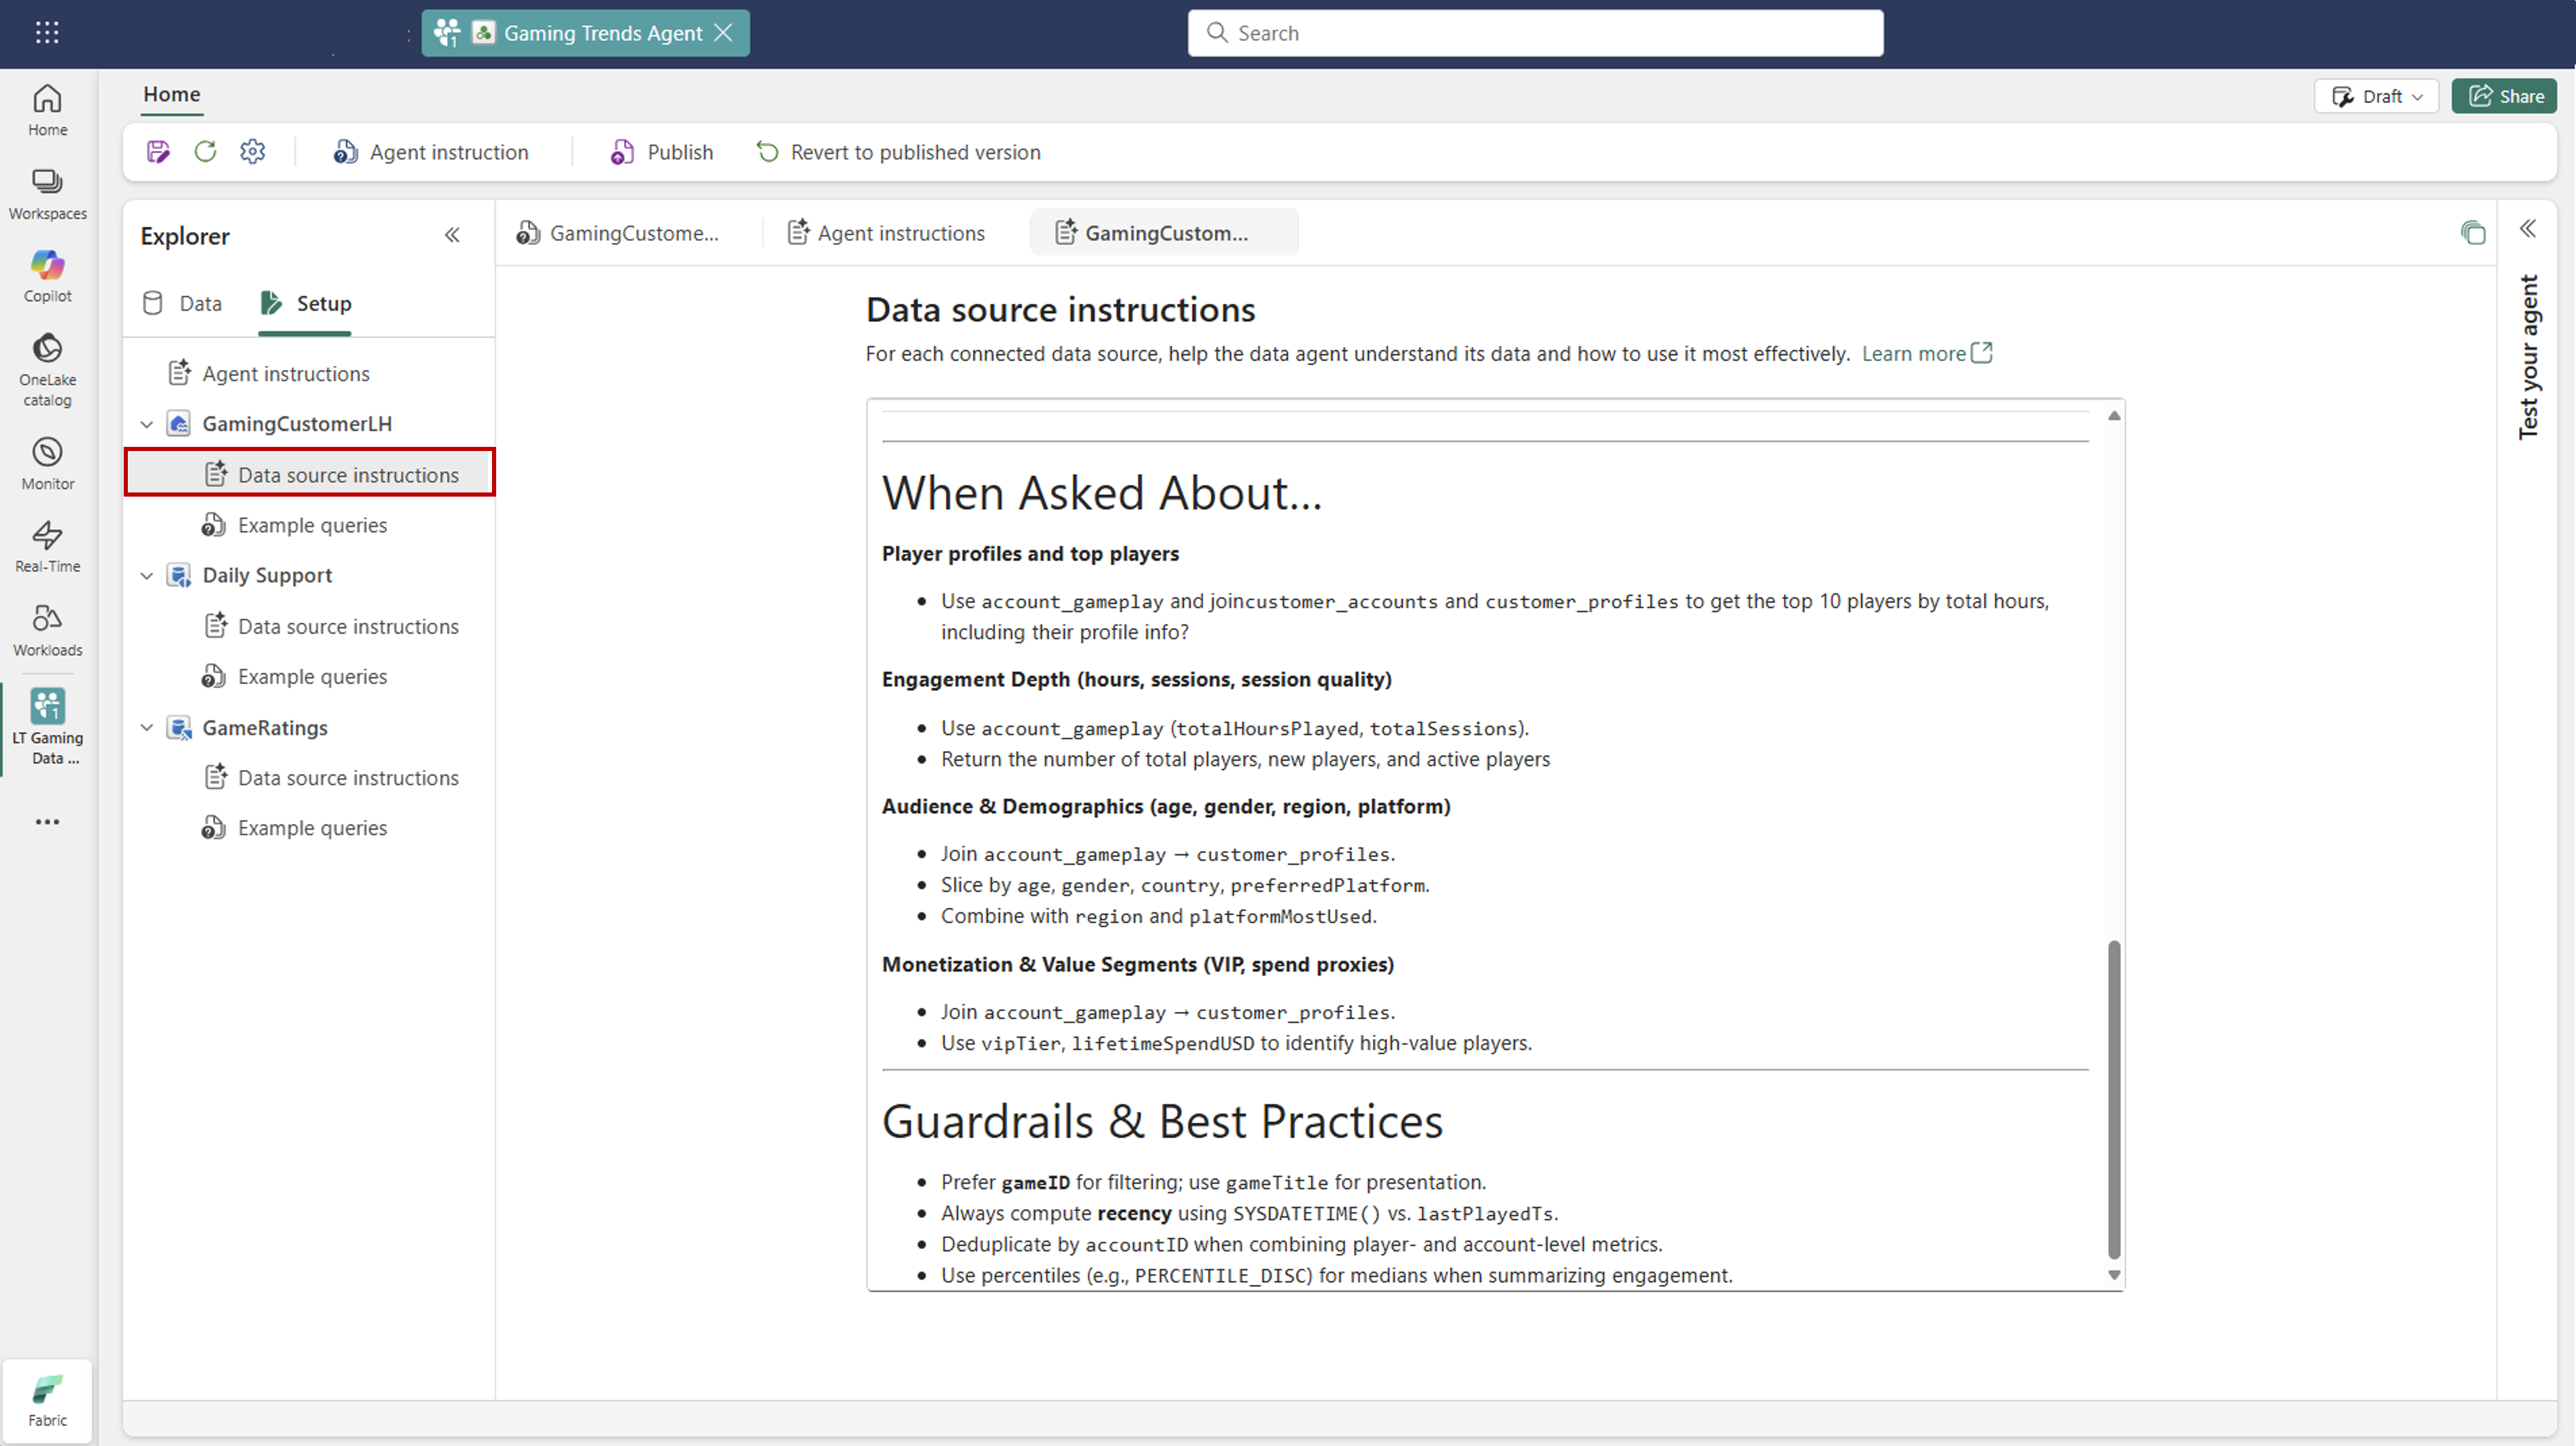 1 Gaming Trends Agent
Search
Home
Draft
Share
Agent instruction
Publish
Revert to published version
Home
Workspaces
Copilot
OneLake
catalog
Monitor
Real-Time
Workloads
1
LT Gaming
Data ...
Fabric
Explorer
Data
Setup
Agent instructions
GamingCustomerLH
Data source instructions
Example queries
Daily Support
Data source instructions
Example queries
GameRatings
Data source instructions
Example queries
GamingCustome...
Agent instructions
GamingCustom...
Data source instructions
For each connected data source, help the data agent understand its data and how to use it most effectively. Learn more
When Asked About...
Player profiles and top players
• Use account_gameplay and joincustomer_accounts and customer_profiles to get the top 10 players by total hours,
including their profile info?
Engagement Depth (hours, sessions, session quality)
• Use account_gameplay (totalHoursPlayed, totalSessions).
• Return the number of total players, new players, and active players
Audience & Demographics (age, gender, region, platform)
• Join account_gameplay → customer_profiles.
• Slice by age, gender, country, preferredPlatform.
• Combine with region and platformMostUsed.
Monetization & Value Segments (VIP, spend proxies)
• Join account_gameplay → customer_profiles.
• Use vipTier, lifetimeSpendUSD to identify high-value players.
Guardrails & Best Practices
• Prefer gameID for filtering; use gameTitle for presentation.
• Always compute recency using SYSDATETIME() vs. lastPlayedTs.
• Deduplicate by accountID when combining player- and account-level metrics.
• Use percentiles (e.g., PERCENTILE_DISC) for medians when summarizing engagement.
Test your agent